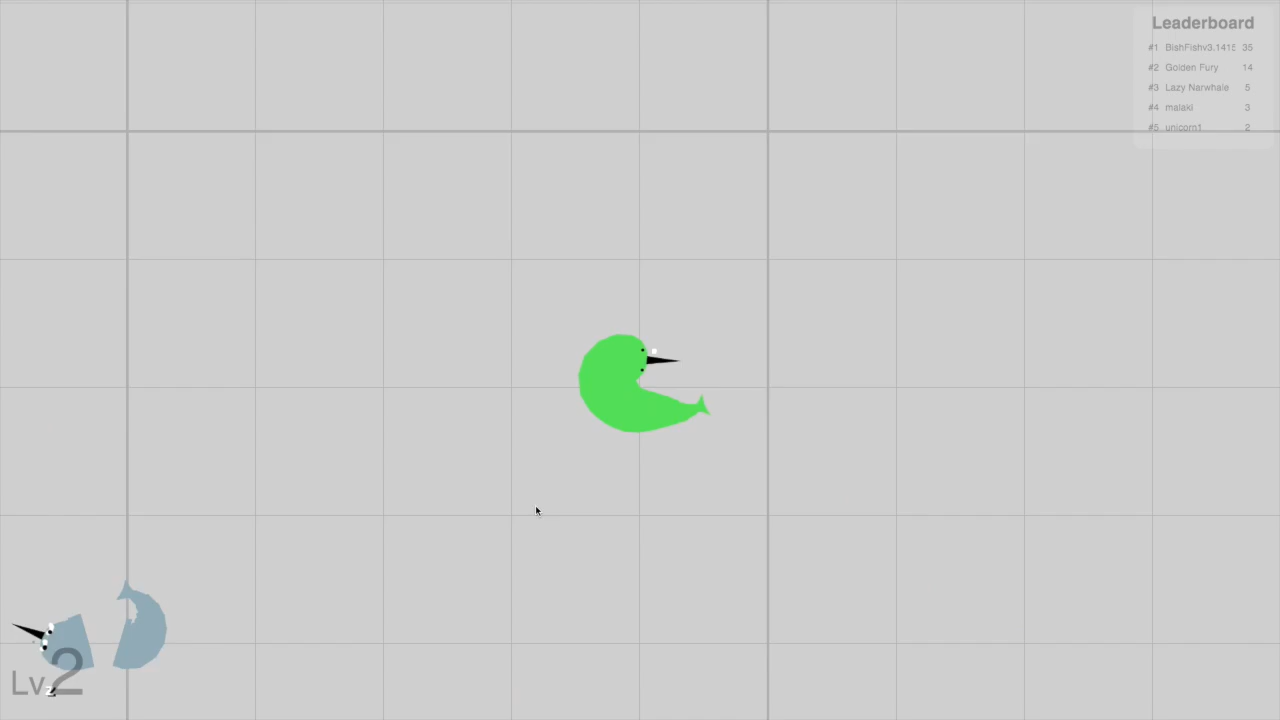 Leaderboard
#1 BishFishv3.1415 35
#2 Golden Fury 14
#3 Lazy Narwhale 5
#4 malaki 3
#5 unicorn1 2
Lv.2